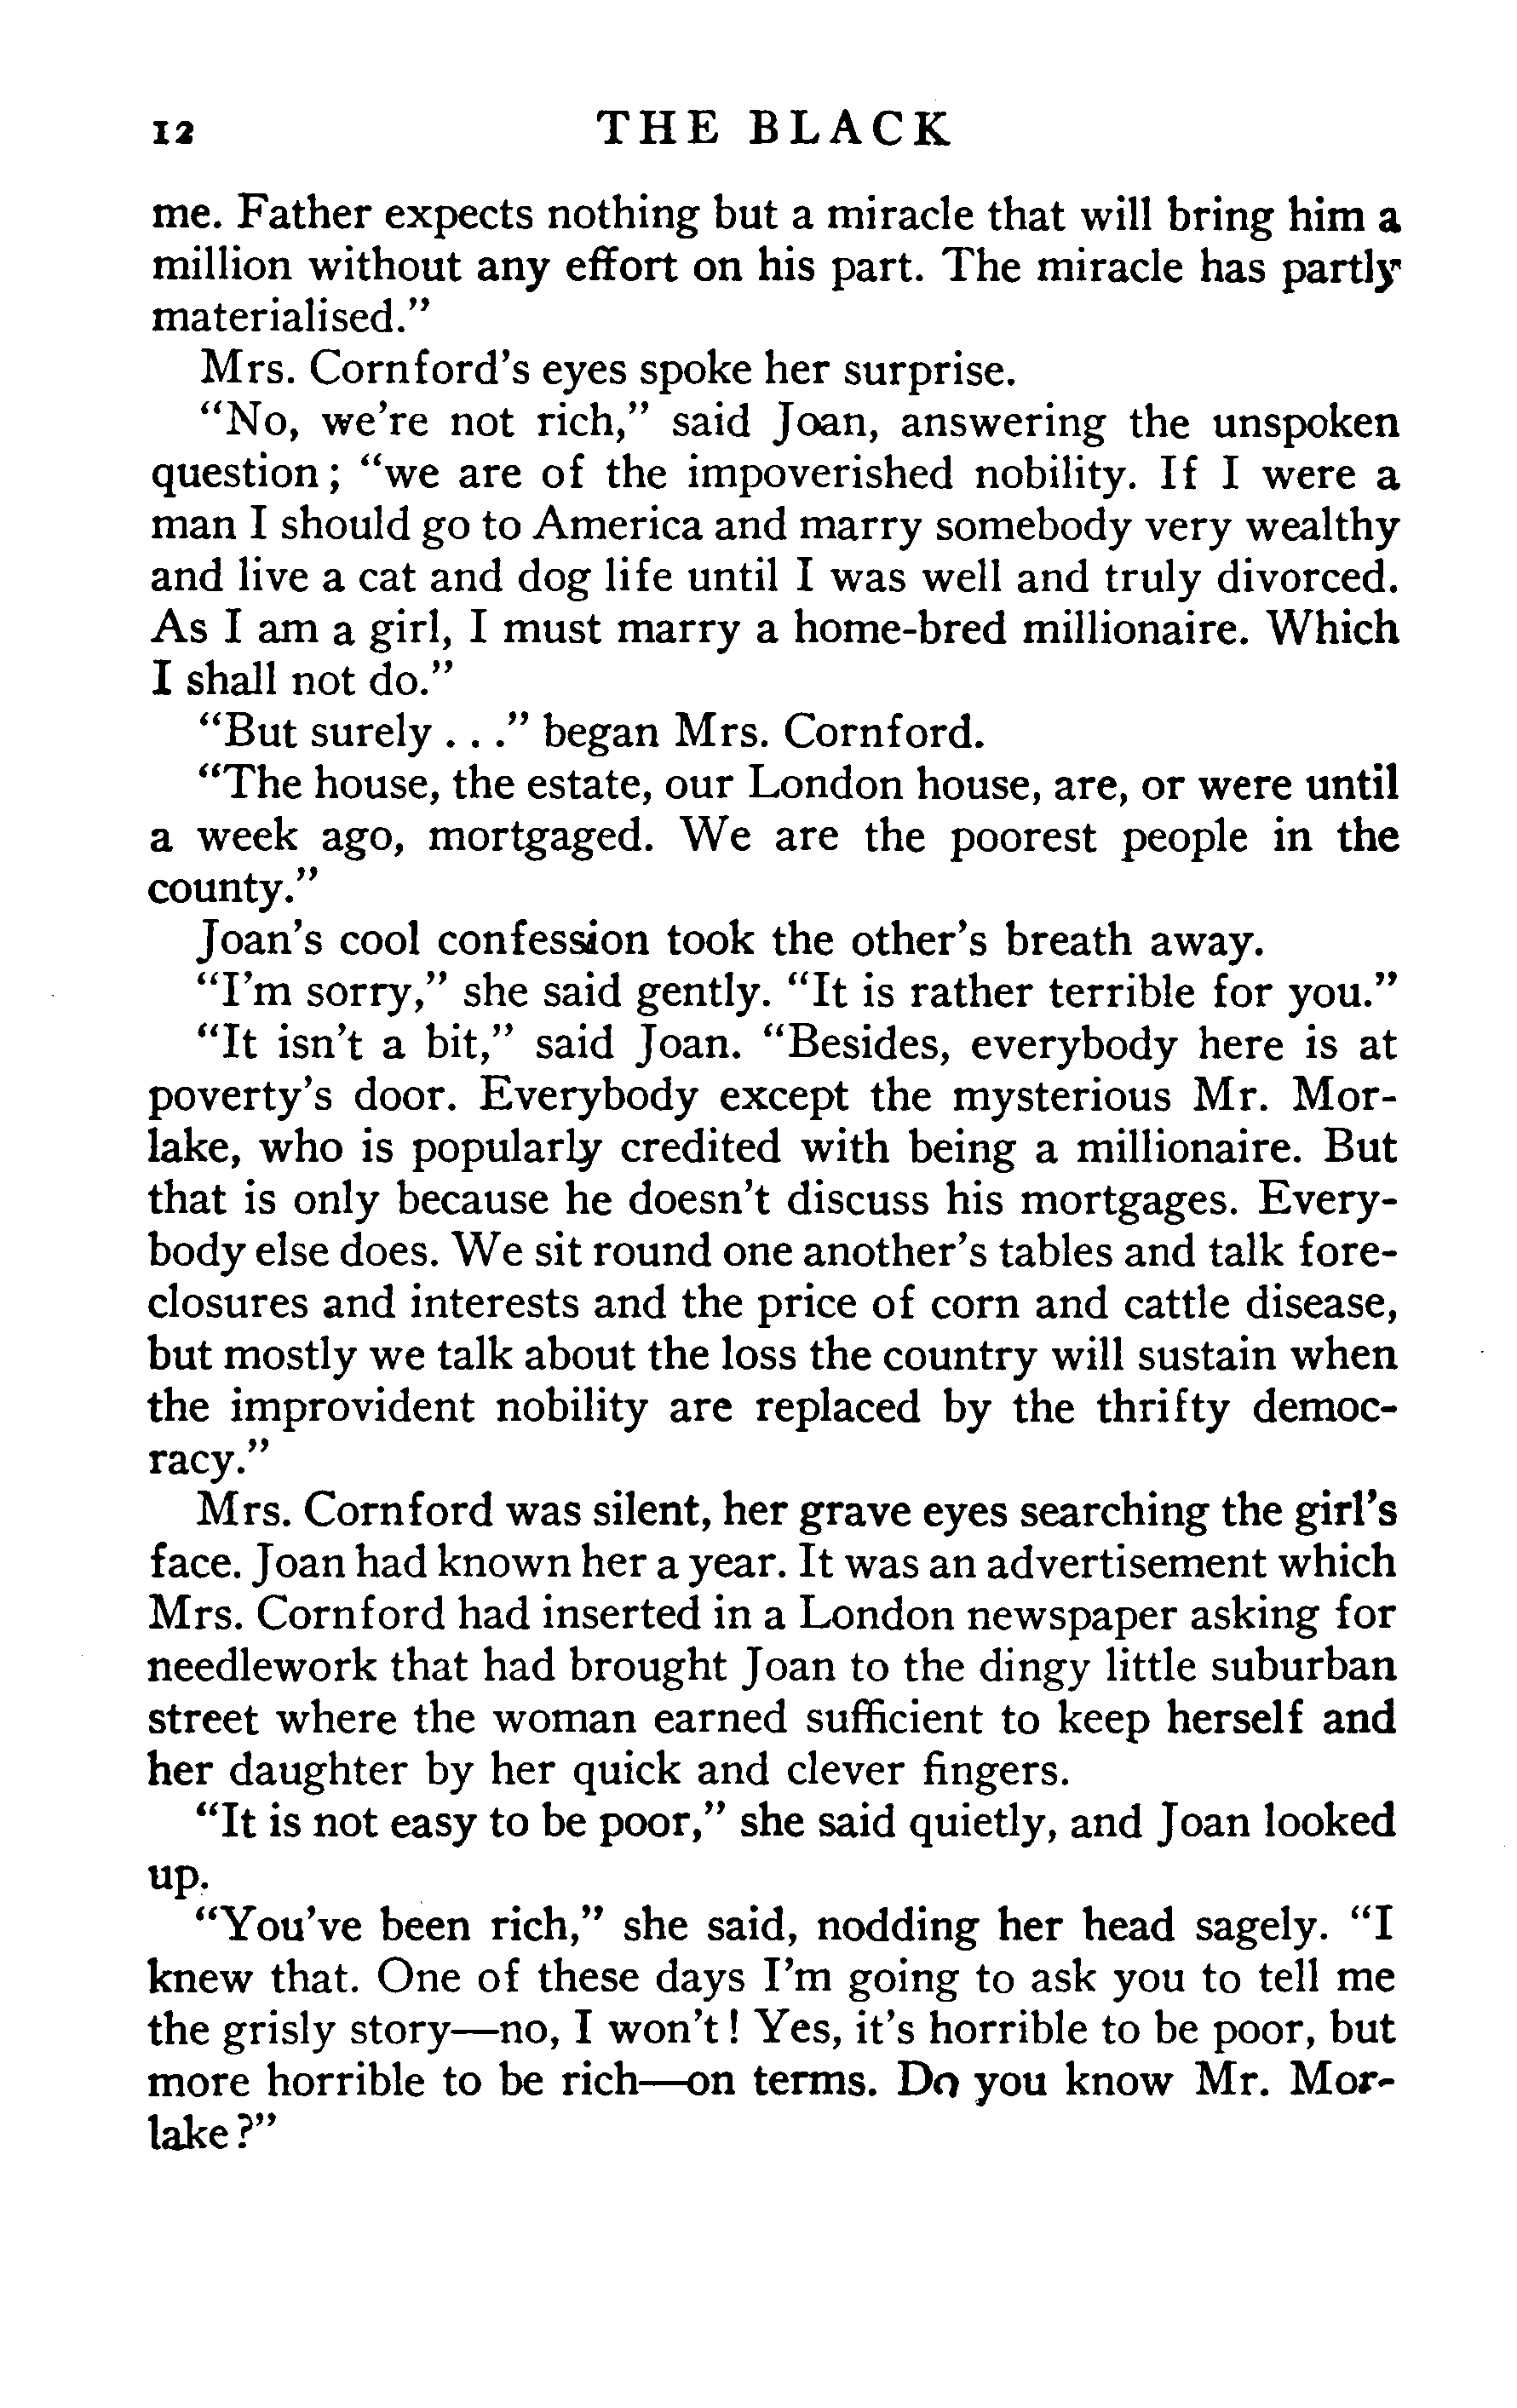 12 THE BLACK
me. Father expects nothing but a miracle that will bring him a
million without any effort on his part. The miracle has partly
materialised."
Mrs. Cornford's eyes spoke her surprise.
"No, we're not rich," said Joan, answering the unspoken
question; "we are of the impoverished nobility. If I were a
man I should go to America and marry somebody very wealthy
and live a cat and dog life until I was well and truly divorced.
As I am a girl, I must marry a home-bred millionaire. Which
I shall not do."
"But surely . . ." began Mrs. Cornford.
"The house, the estate, our London house, are, or were until
a week ago, mortgaged. We are the poorest people in the
county."
Joan's cool confession took the other's breath away.
"I'm sorry," she said gently. "It is rather terrible for you."
"It isn't a bit," said Joan. "Besides, everybody here is at
poverty's door. Everybody except the mysterious Mr. Mor-
lake, who is popularly credited with being a millionaire. But
that is only because he doesn't discuss his mortgages. Every-
body else does. We sit round one another's tables and talk fore-
closures and interests and the price of corn and cattle disease,
but mostly we talk about the loss the country will sustain when
the improvident nobility are replaced by the thrifty democ-
racy."
Mrs. Cornford was silent, her grave eyes searching the girl's
face. Joan had known her a year. It was an advertisement which
Mrs. Cornford had inserted in a London newspaper asking for
needlework that had brought Joan to the dingy little suburban
street where the woman earned sufficient to keep herself and
her daughter by her quick and clever fingers.
"It is not easy to be poor," she said quietly, and Joan looked
up.
"You've been rich," she said, nodding her head sagely. "I
knew that. One of these days I'm going to ask you to tell me
the grisly story—no, I won't! Yes, it's horrible to be poor, but
more horrible to be rich—on terms. Do you know Mr. Mor-
lake?"